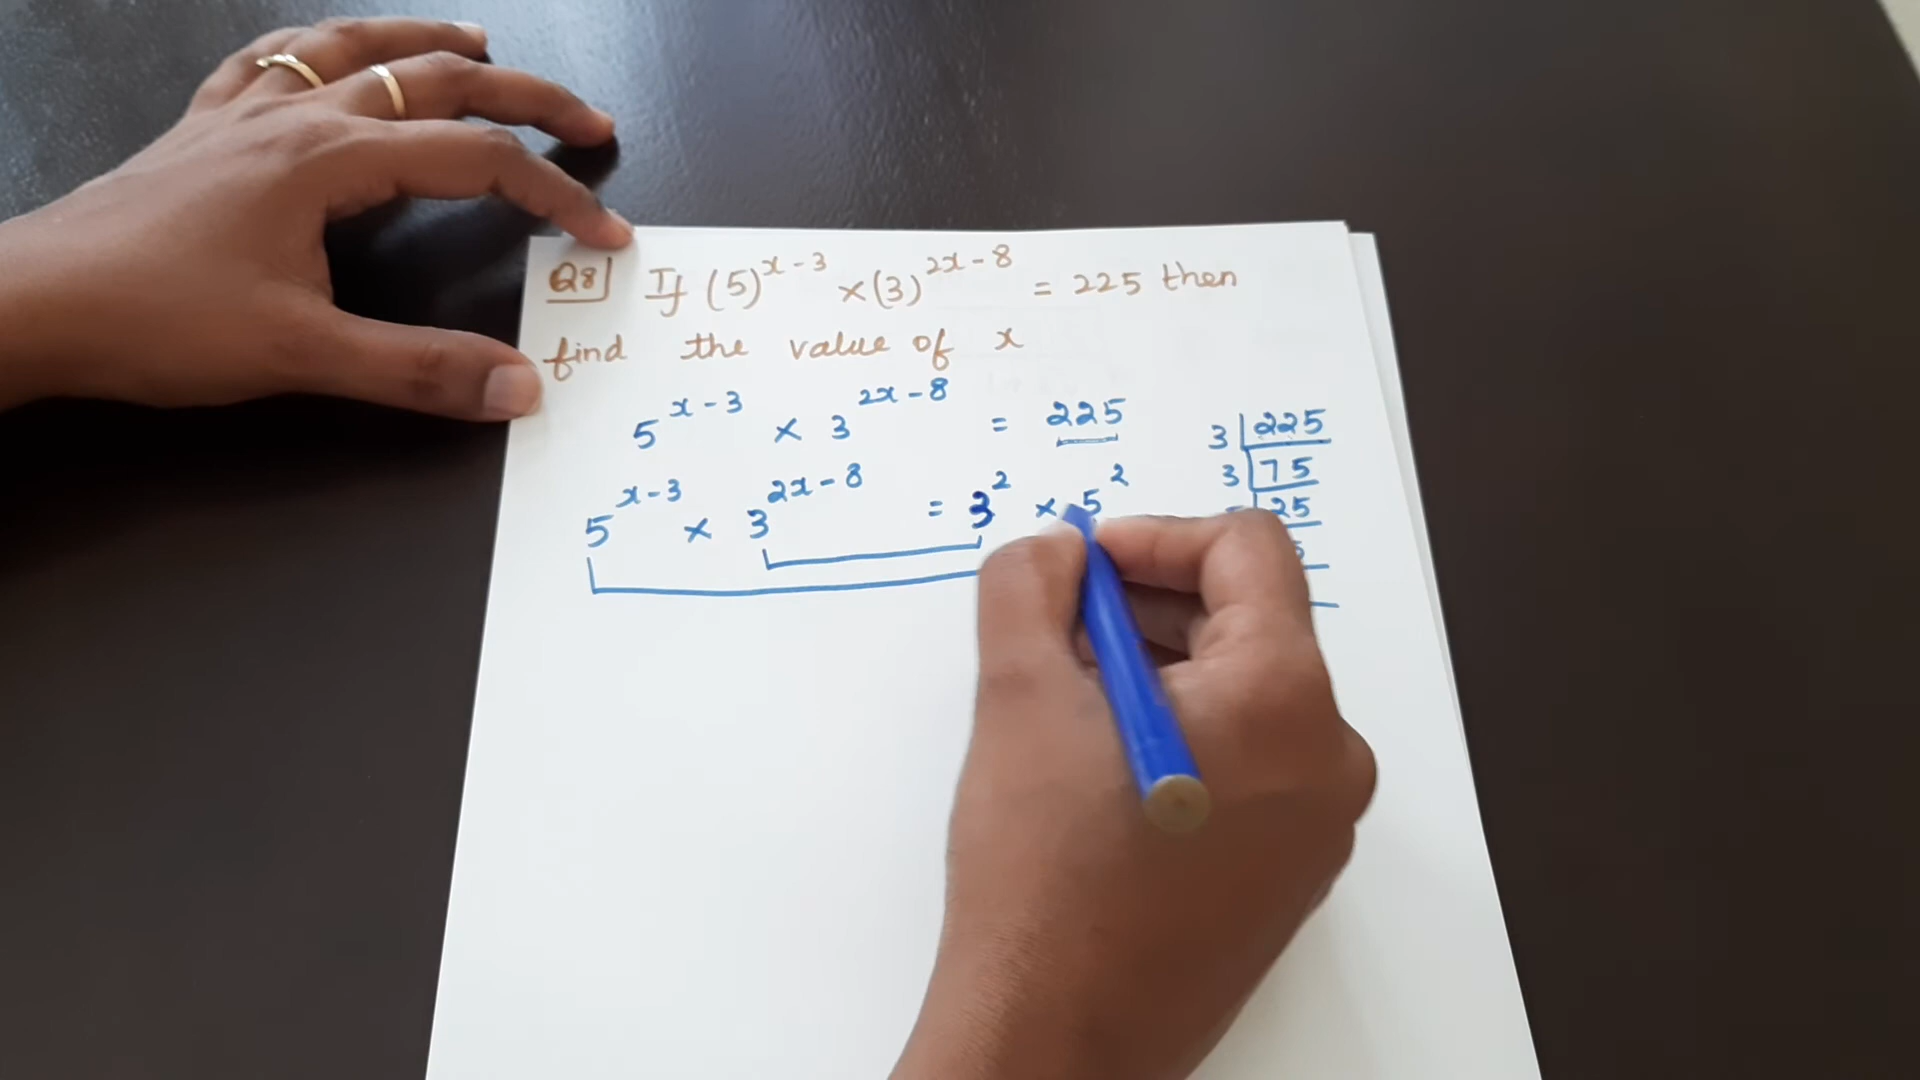 Q8 If (5)^{x-3} × (3)^{2x-8} = 225 then
find the value of x
5^{x-3} × 3^{2x-8} = 225
5^{x-3} × 3^{2x-8} = 3^2 × 5^2
3 | 225
3 | 75
25